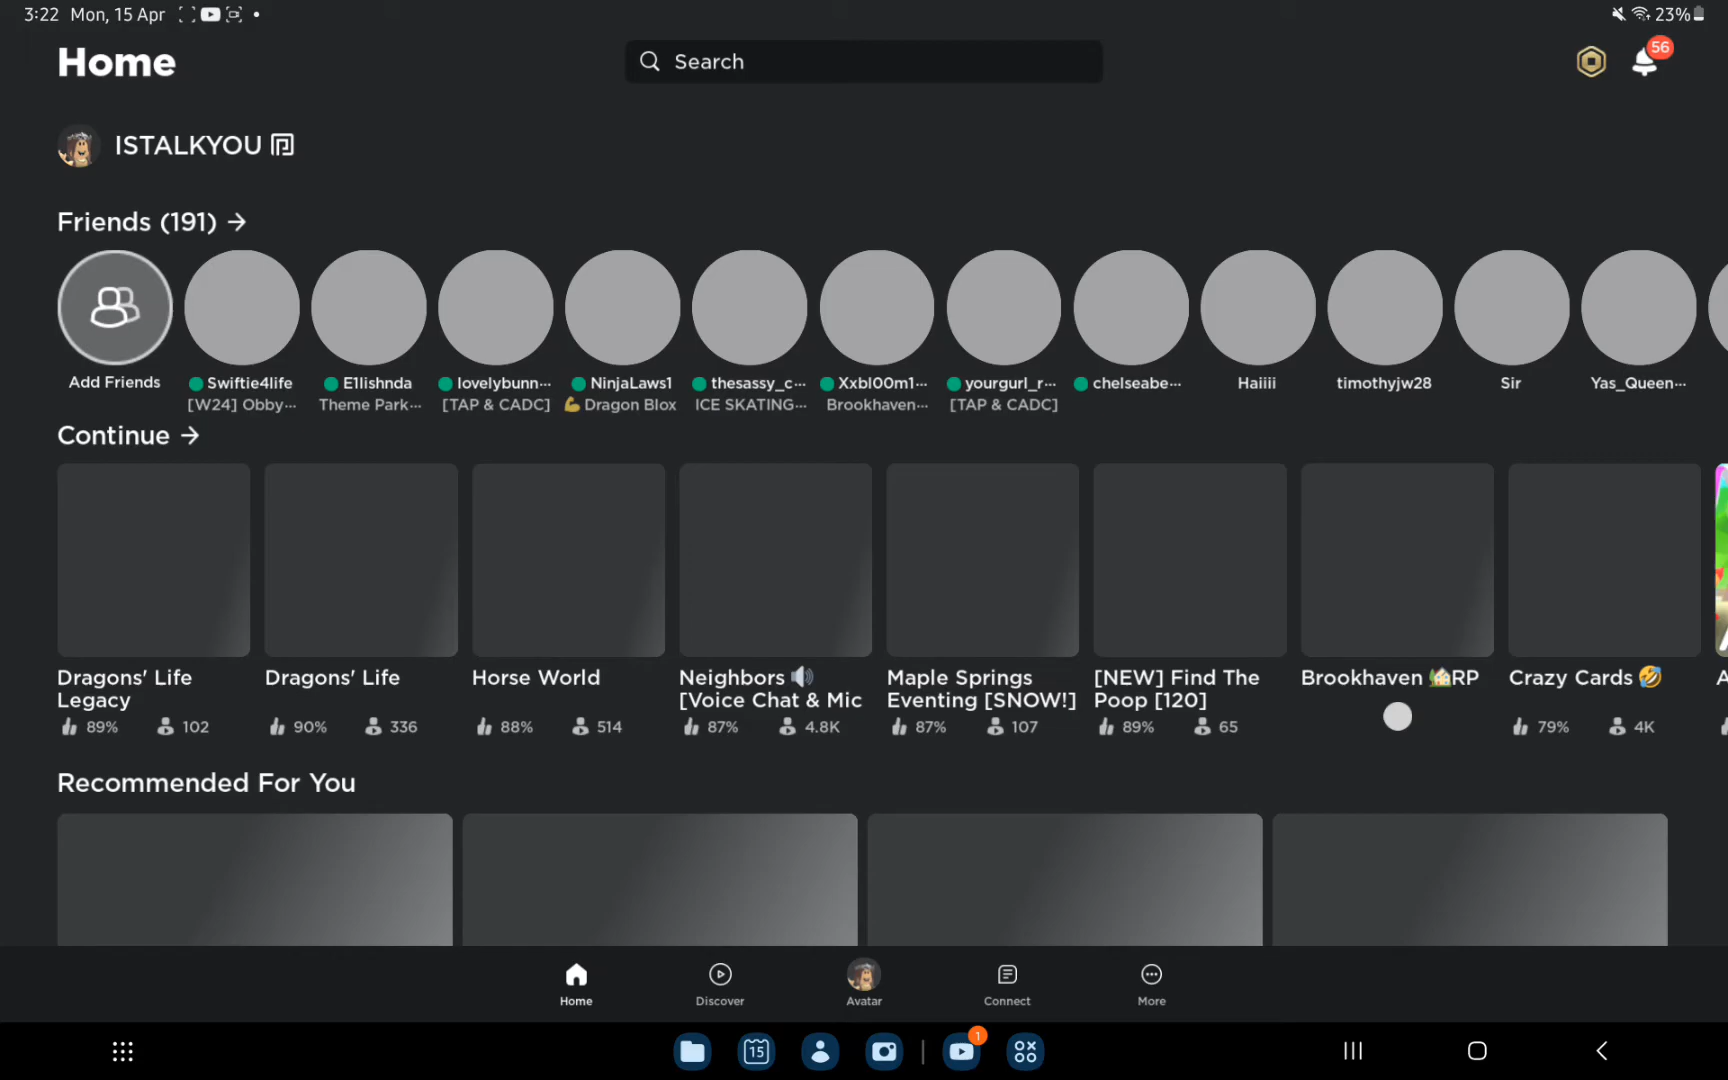 3:22 Mon, 15 Apr
23%
Home
Search
56
ISTALKYOU
Friends (191) →
Add Friends
Swiftie4life
[W24] Obby...
E1lishnda
Theme Park...
lovelybunn...
[TAP & CADC]
NinjaLaws1
💪 Dragon Blox
thesassy_c...
ICE SKATING...
Xxbl00m1...
Brookhaven...
yourgurl_r...
[TAP & CADC]
chelseabe...
Haiiii
timothyjw28
Sir
Yas_Queen...
Continue →
Dragons' Life
Legacy
89% 102
Dragons' Life
90% 336
Horse World
88% 514
Neighbors 🔊
[Voice Chat & Mic
87% 4.8K
Maple Springs
Eventing [SNOW!]
87% 107
[NEW] Find The
Poop [120]
89% 65
Brookhaven 🏡RP
Crazy Cards 🤣
79% 4K
Recommended For You
Home
Discover
Avatar
Connect
More
15
1